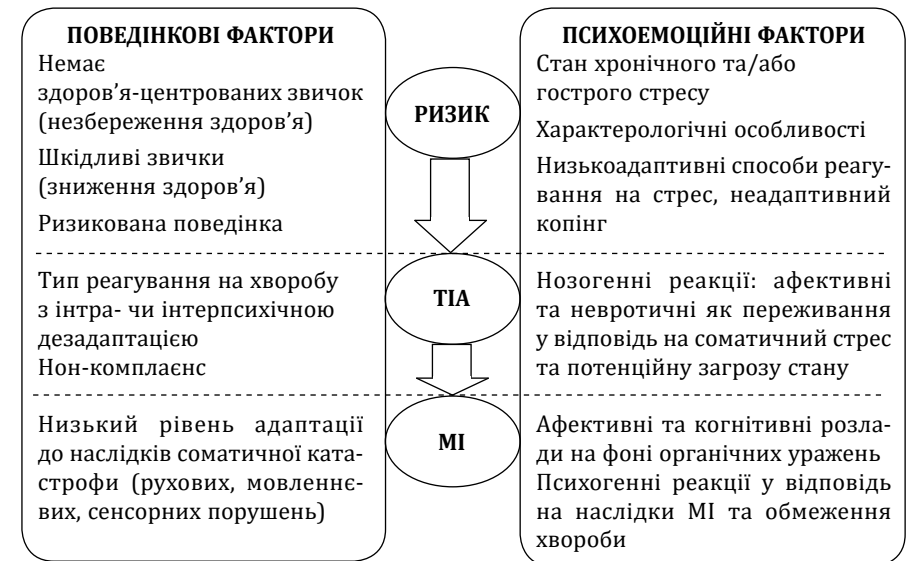 ПОВЕДІНКОВІ ФАКТОРИ
Немає
здоров’я-центрованих звичок
(незбереження здоров’я)
Шкідливі звички
(зниження здоров’я)
Ризикована поведінка
РИЗИК
ПСИХОЕМОЦІЙНІ ФАКТОРИ
Стан хронічного та/або
гострого стресу
Характерологічні особливості
Низькоадаптивні способи реагу-
вання на стрес, неадаптивний
копінг
Тип реагування на хворобу
з інтра- чи інтерпсихічною
дезадаптацією
Нон-комплаєнс
ТІА
Нозогенні реакції: афективні
та невротичні як переживання
у відповідь на соматичний стрес
та потенційну загрозу стану
Низький рівень адаптації
до наслідків соматичної ката-
строфи (рухових, мовленнє-
вих, сенсорних порушень)
МІ
Афективні та когнітивні розла-
ди на фоні органічних уражень
Психогенні реакції у відповідь
на наслідки МІ та обмеження
хвороби